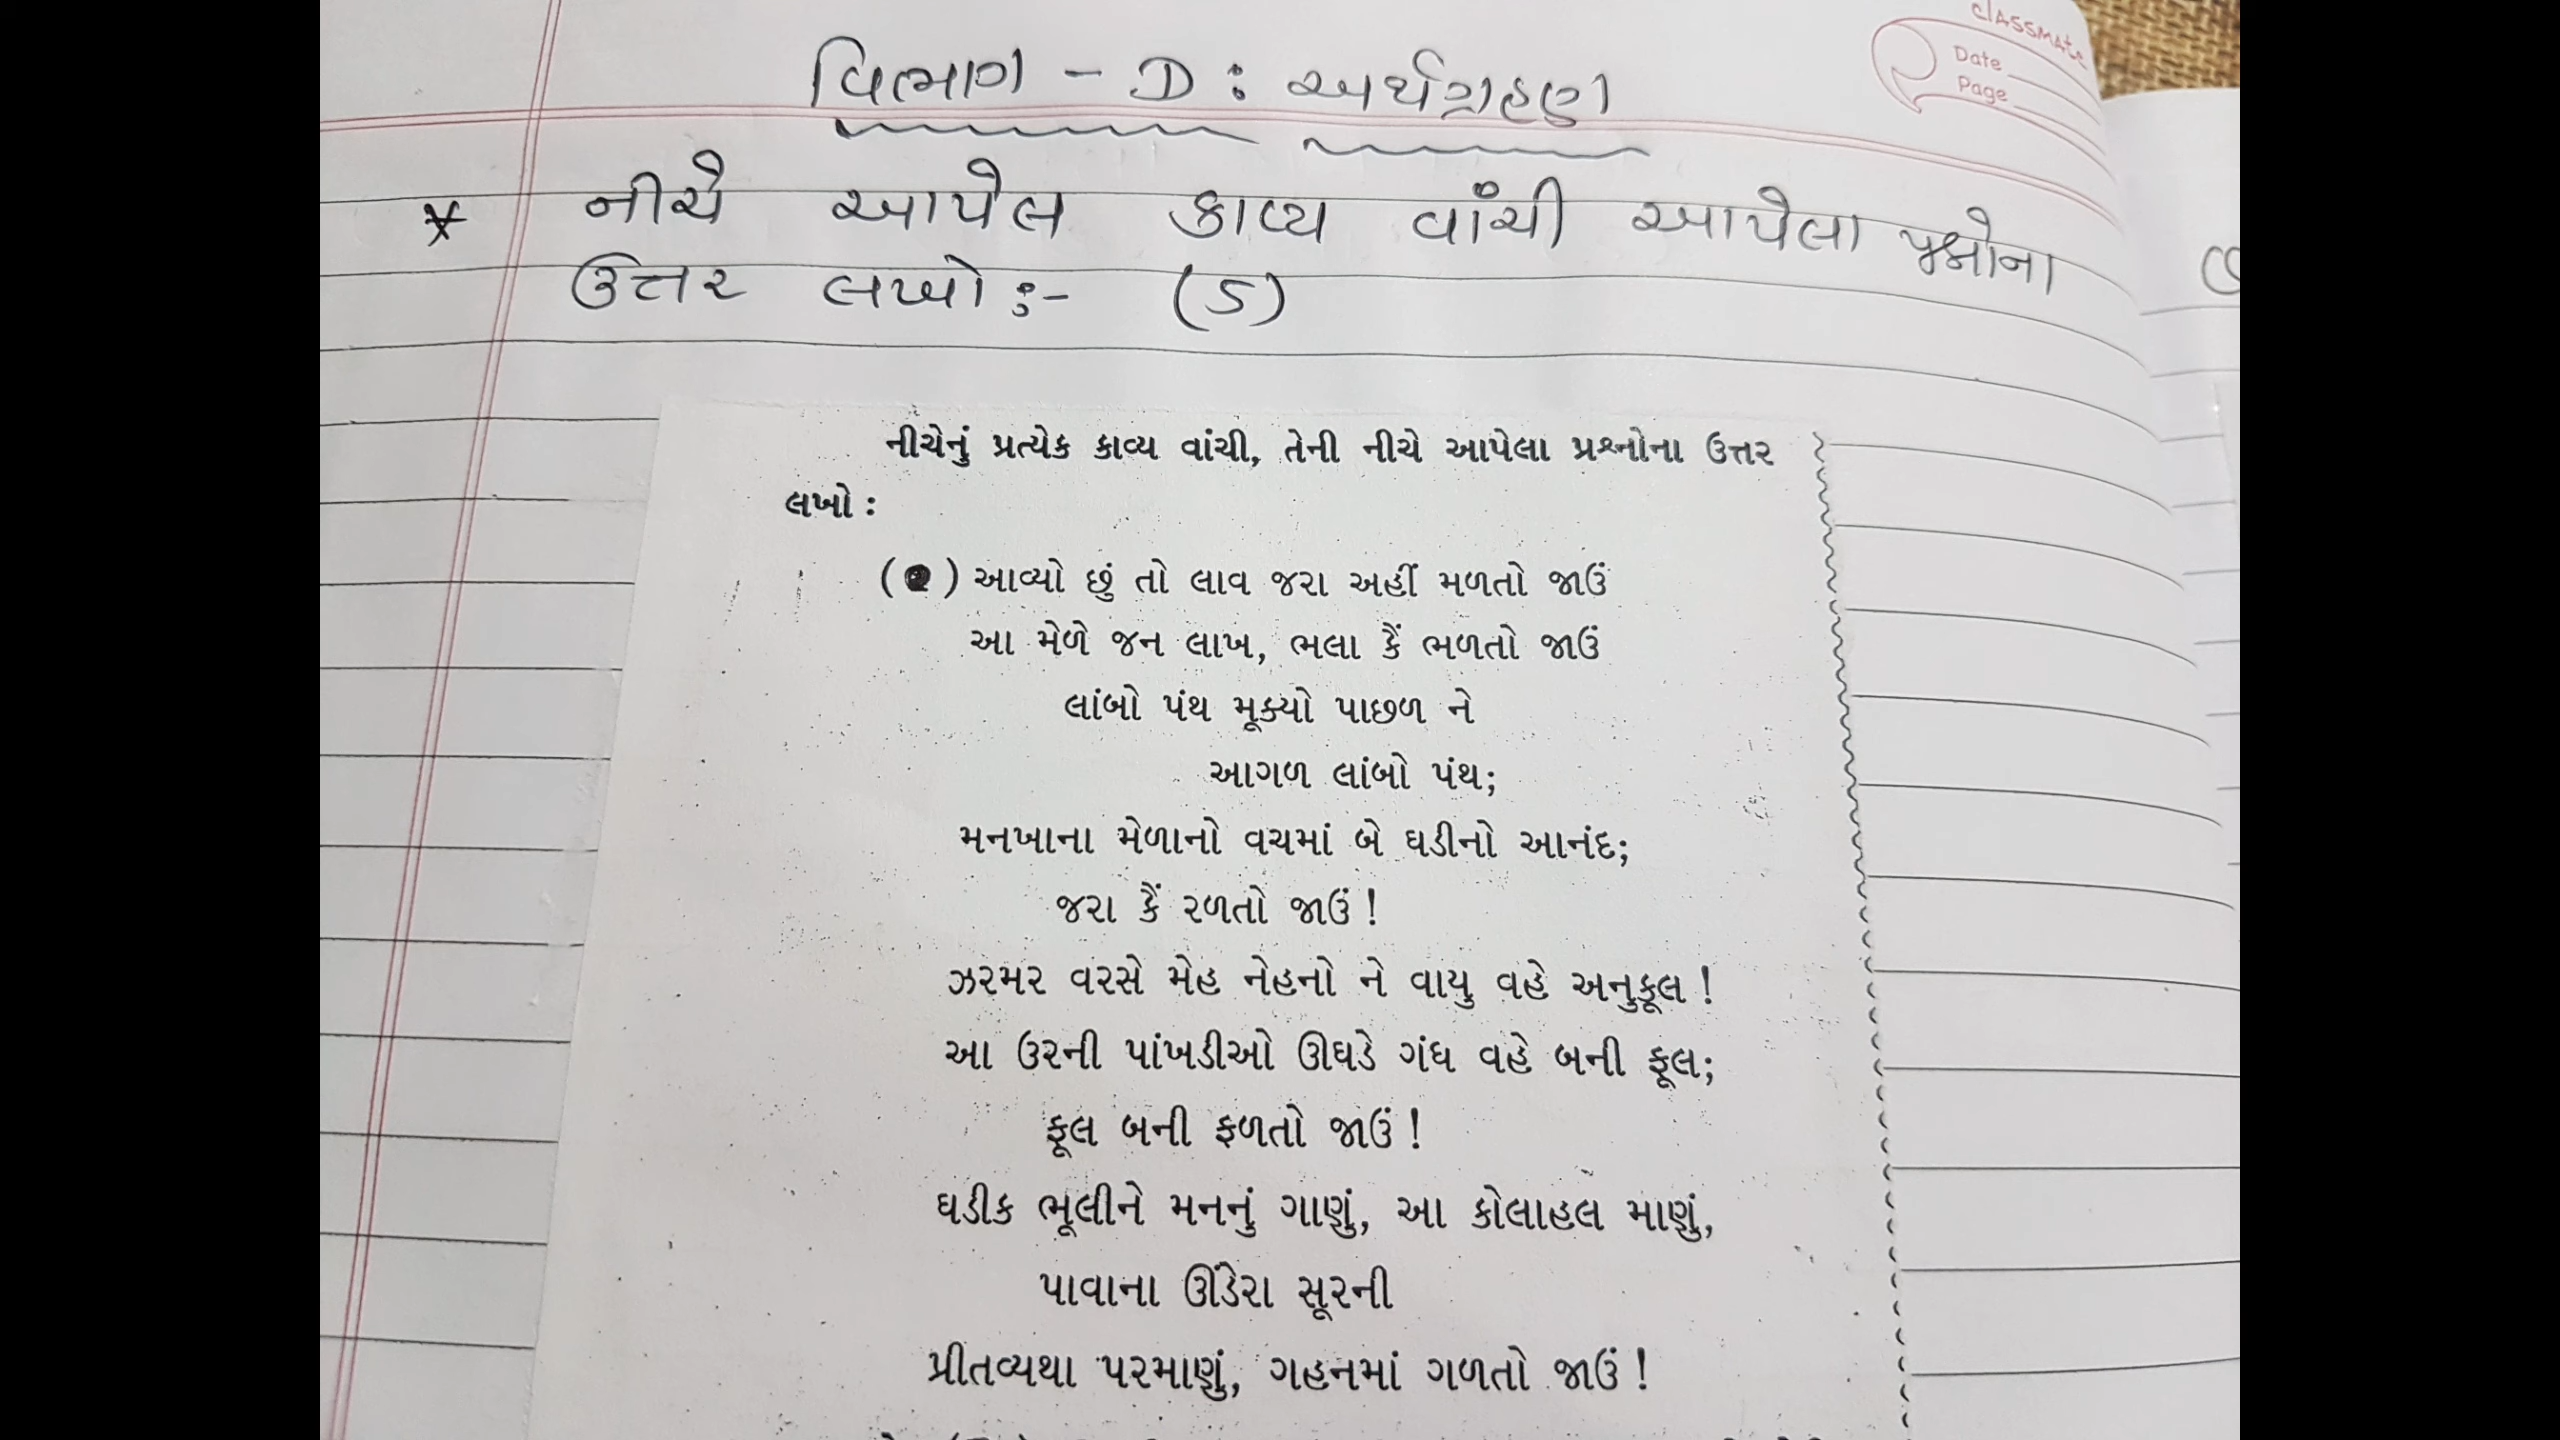 classmate
Date
Page
વિભાગ - D : અર્થગ્રહણ
* નીચે આપેલ કાવ્ય વાંચી આપેલા પ્રશ્નોના
ઉત્તર લખો :- (5)
નીચેનું પ્રત્યેક કાવ્ય વાંચી, તેની નીચે આપેલા પ્રશ્નોના ઉત્તર
લખો :
( ) આવ્યો છું તો લાવ જરા અહીં મળતો જાઉં
આ મેળે જન લાખ, ભલા કૈં ભળતો જાઉં
લાંબો પંથ મૂક્યો પાછળ ને
આગળ લાંબો પંથ;
મનખાના મેળાનો વચમાં બે ઘડીનો આનંદ;
જરા કૈં રળતો જાઉં !
ઝરમર વરસે મેહ નેહનો ને વાયુ વહે અનુકૂલ !
આ ઉરની પાંખડીઓ ઊઘડે ગંધ વહે બની ફૂલ;
ફૂલ બની ફળતો જાઉં !
ઘડીક ભૂલીને મનનું ગાણું, આ કોલાહલ માણું,
પાવાના ઊંડેરા સૂરની
પ્રીતવ્યથા પરમાણું, ગહનમાં ગળતો જાઉં !